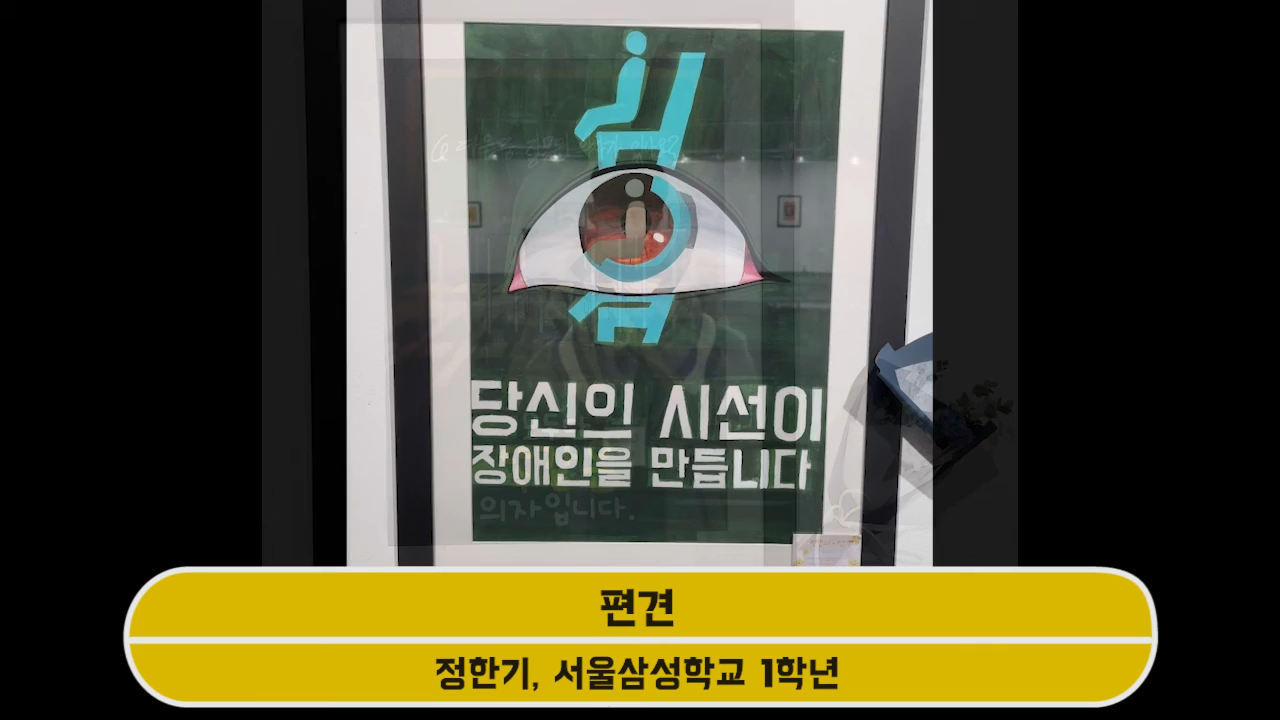 당신의 시선이
장애인을 만듭니다
의자입니다.
편견
정한기, 서울삼성학교 1학년